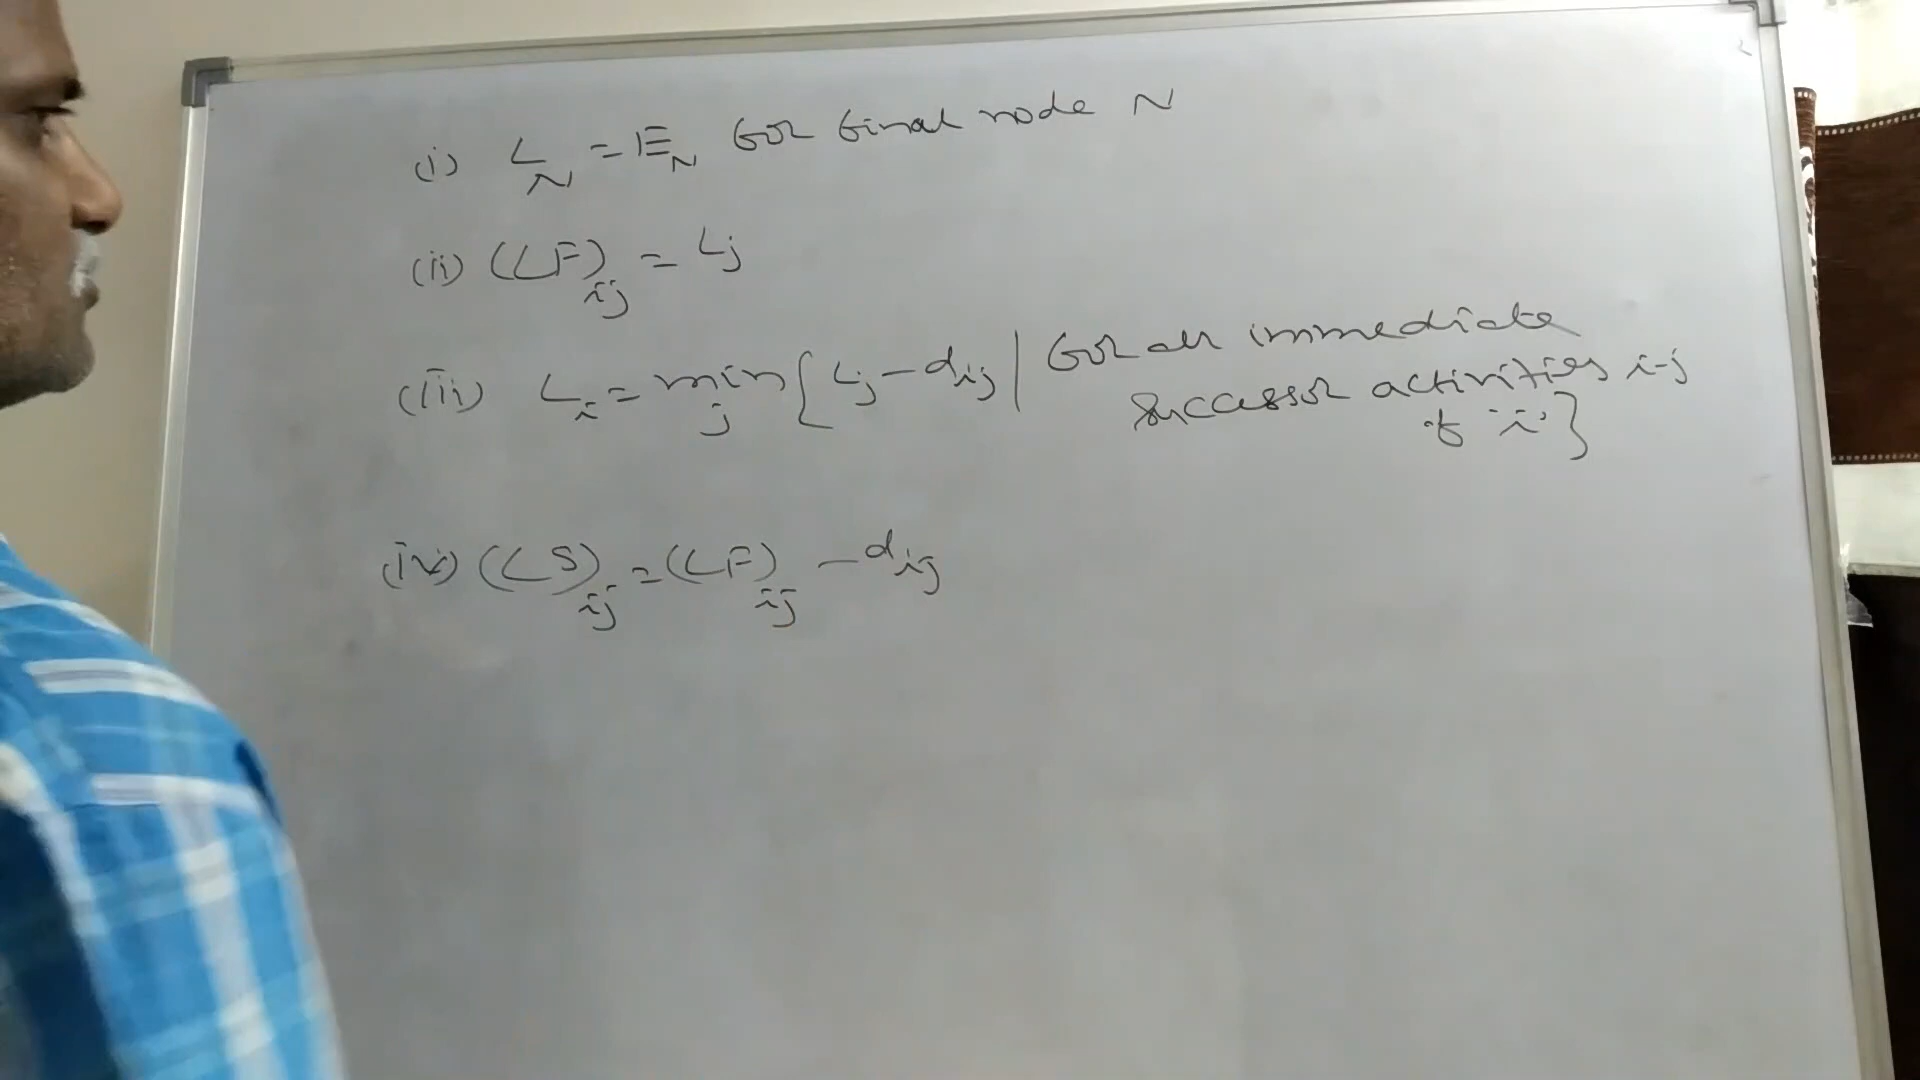 (i) L_N = E_N for final node N
(ii) (LF)_ij = L_j
(iii) L_i = min_j { L_j - d_ij | for all immediate
successor activities i-j
of "i" }
(iv) (LS)_ij = (LF)_ij - d_ij